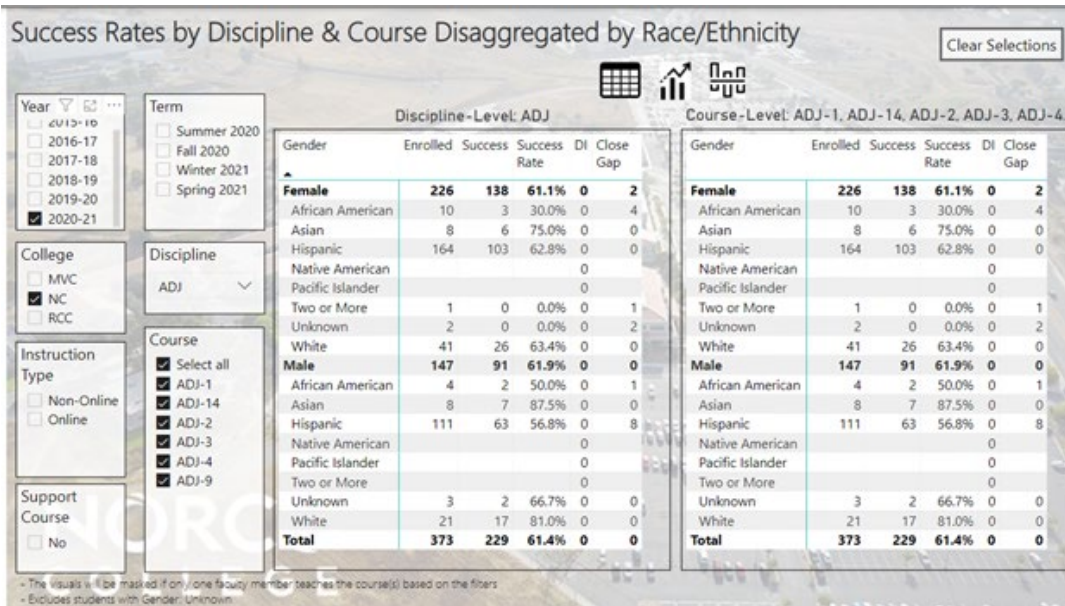 Success Rates by Discipline & Course Disaggregated by Race/Ethnicity
Clear Selections
Year
2015-16
2016-17
2017-18
2018-19
2019-20
2020-21
Term
Summer 2020
Fall 2020
Winter 2021
Spring 2021
College
MVC
NC
RCC
Discipline
ADJ
Instruction
Type
Non-Online
Online
Course
Select all
ADJ-1
ADJ-14
ADJ-2
ADJ-3
ADJ-4
ADJ-9
Support
Course
No
Discipline-Level: ADJ
Gender Enrolled Success Success Rate DI Close Gap
Female 226 138 61.1% 0 2
African American 10 3 30.0% 0 4
Asian 8 6 75.0% 0 0
Hispanic 164 103 62.8% 0 0
Native American 0
Pacific Islander 0
Two or More 1 0 0.0% 0 1
Unknown 2 0 0.0% 0 2
White 41 26 63.4% 0 0
Male 147 91 61.9% 0 0
African American 4 2 50.0% 0 1
Asian 8 7 87.5% 0 0
Hispanic 111 63 56.8% 0 8
Native American 0
Pacific Islander 0
Two or More 0
Unknown 3 2 66.7% 0 0
White 21 17 81.0% 0 0
Total 373 229 61.4% 0 0
Course-Level: ADJ-1, ADJ-14, ADJ-2, ADJ-3, ADJ-4,
Gender Enrolled Success Success Rate DI Close Gap
Female 226 138 61.1% 0 2
African American 10 3 30.0% 0 4
Asian 8 6 75.0% 0 0
Hispanic 164 103 62.8% 0 0
Native American 0
Pacific Islander 0
Two or More 1 0 0.0% 0 1
Unknown 2 0 0.0% 0 2
White 41 26 63.4% 0 0
Male 147 91 61.9% 0 0
African American 4 2 50.0% 0 1
Asian 8 7 87.5% 0 0
Hispanic 111 63 56.8% 0 8
Native American 0
Pacific Islander 0
Two or More 0
Unknown 3 2 66.7% 0 0
White 21 17 81.0% 0 0
Total 373 229 61.4% 0 0
- The visuals will be masked if only one faculty member teaches the course(s) based on the filters
- Excludes students with Gender: Unknown
COLLEGE